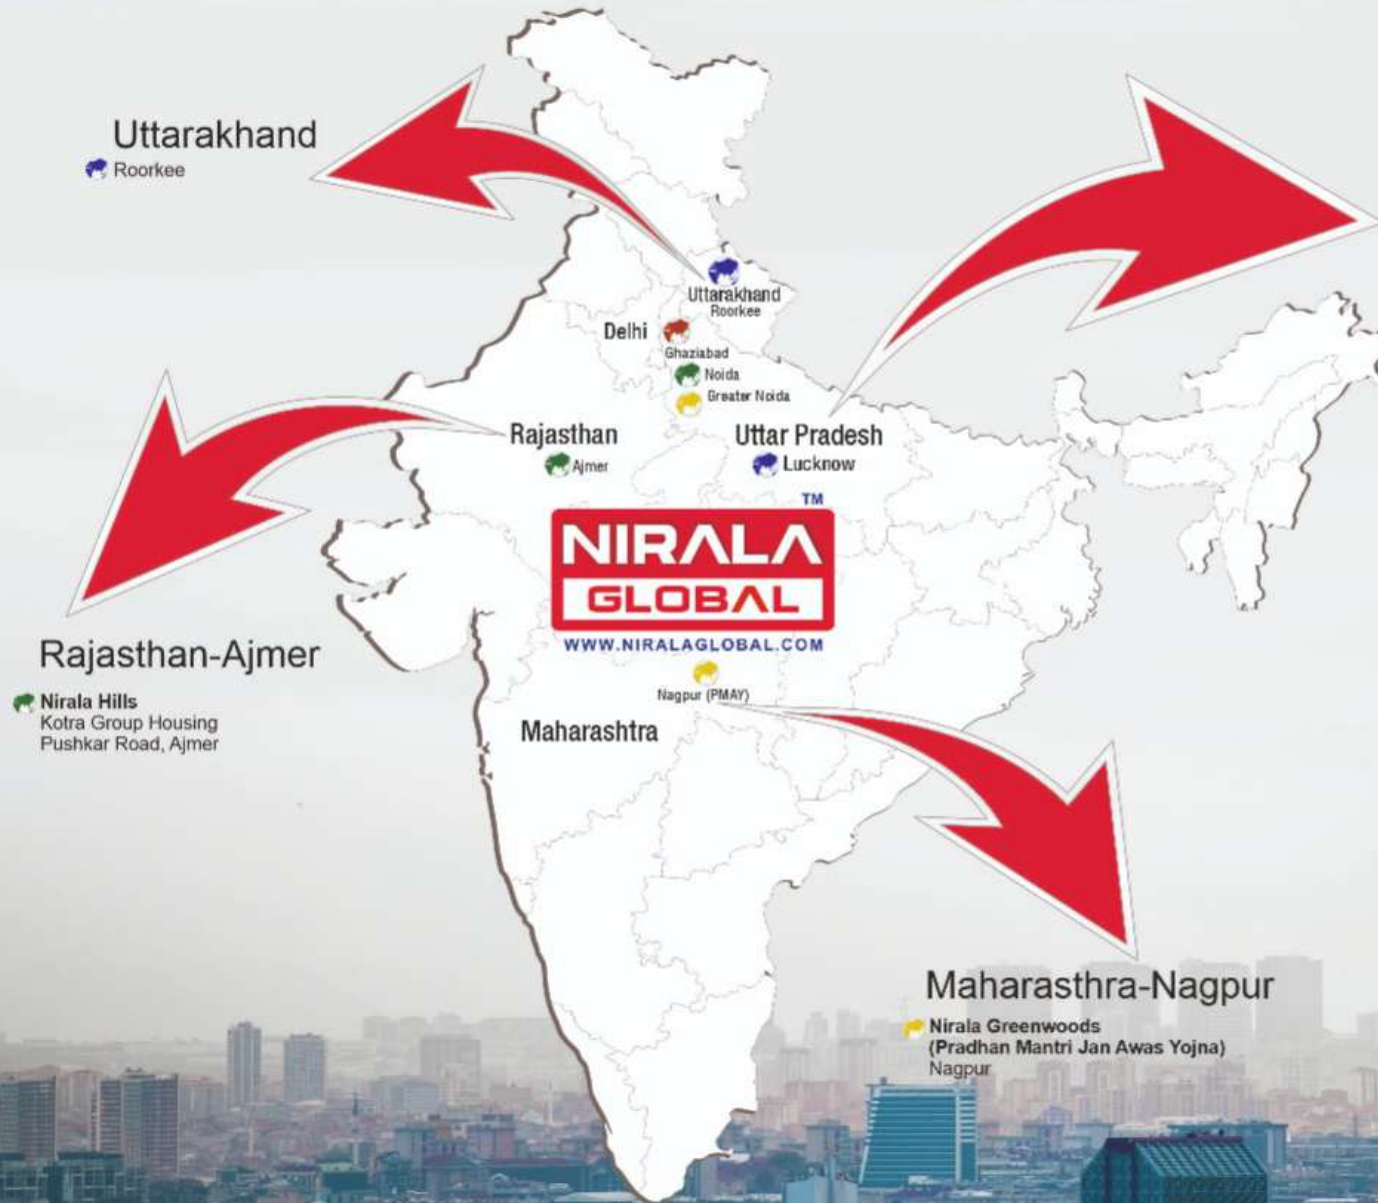 Uttarakhand
Roorkee
Uttarakhand
Roorkee
Delhi
Ghaziabad
Noida
Greater Noida
Rajasthan
Ajmer
Uttar Pradesh
Lucknow
TM
NIRALA
GLOBAL
WWW.NIRALAGLOBAL.COM
Nagpur (PMAY)
Maharashtra
Rajasthan-Ajmer
Nirala Hills
Kotra Group Housing
Pushkar Road, Ajmer
Maharasthra-Nagpur
Nirala Greenwoods
(Pradhan Mantri Jan Awas Yojna)
Nagpur